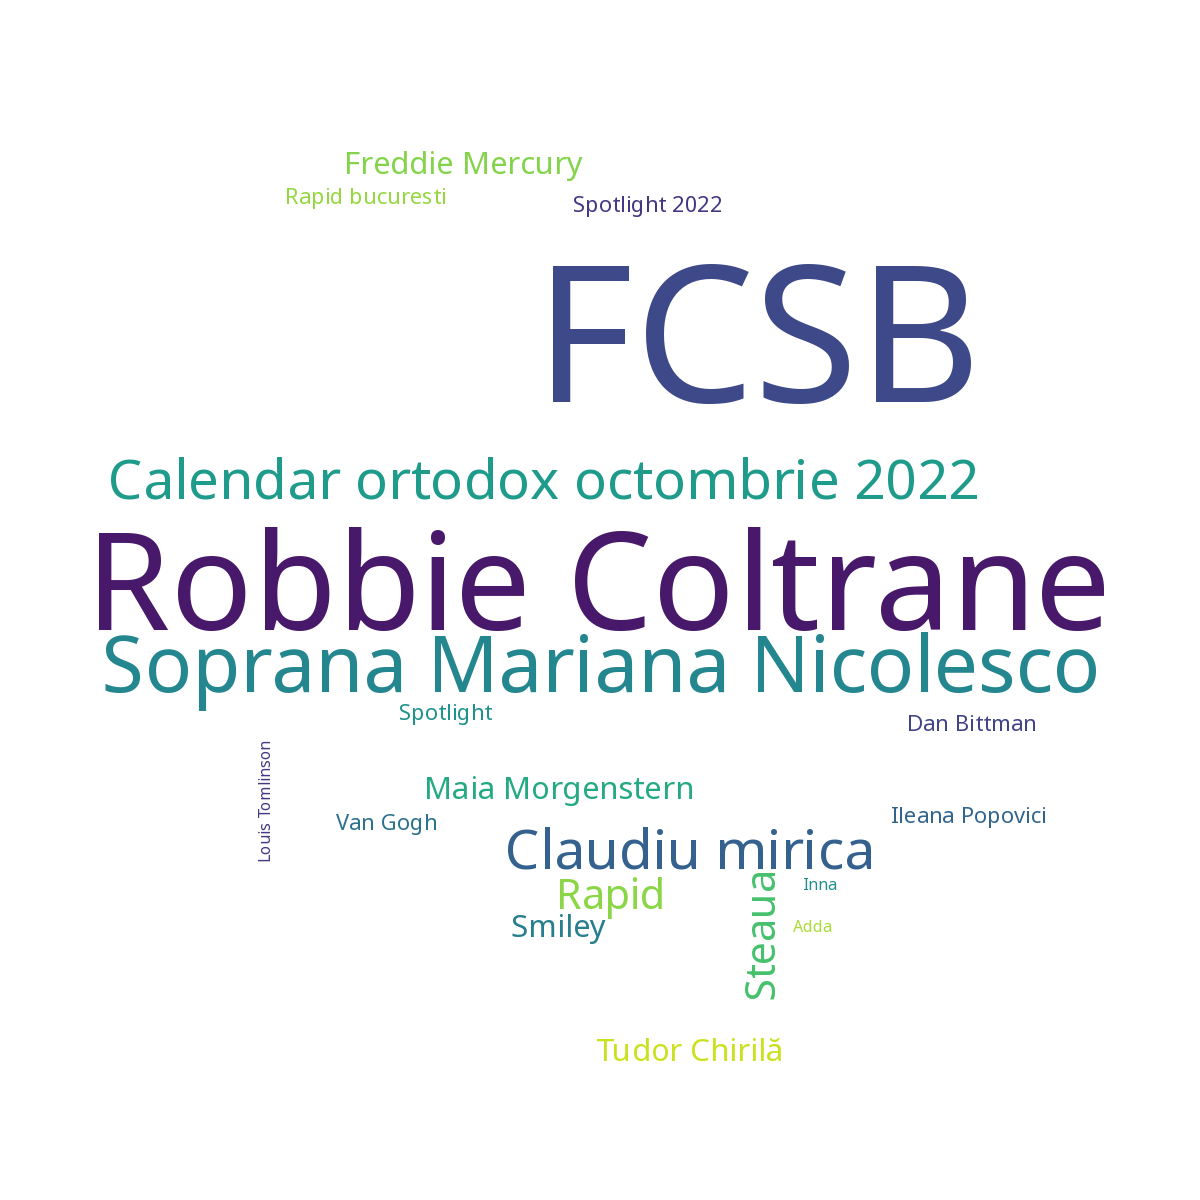 Freddie Mercury
Rapid bucuresti
Spotlight 2022
FCSB
Calendar ortodox octombrie 2022
Robbie Coltrane
Soprana Mariana Nicolesco
Spotlight
Dan Bittman
Louis Tomlinson
Maia Morgenstern
Van Gogh
Ileana Popovici
Claudiu mirica
Rapid
Steaua
Inna
Smiley
Adda
Tudor Chirilă